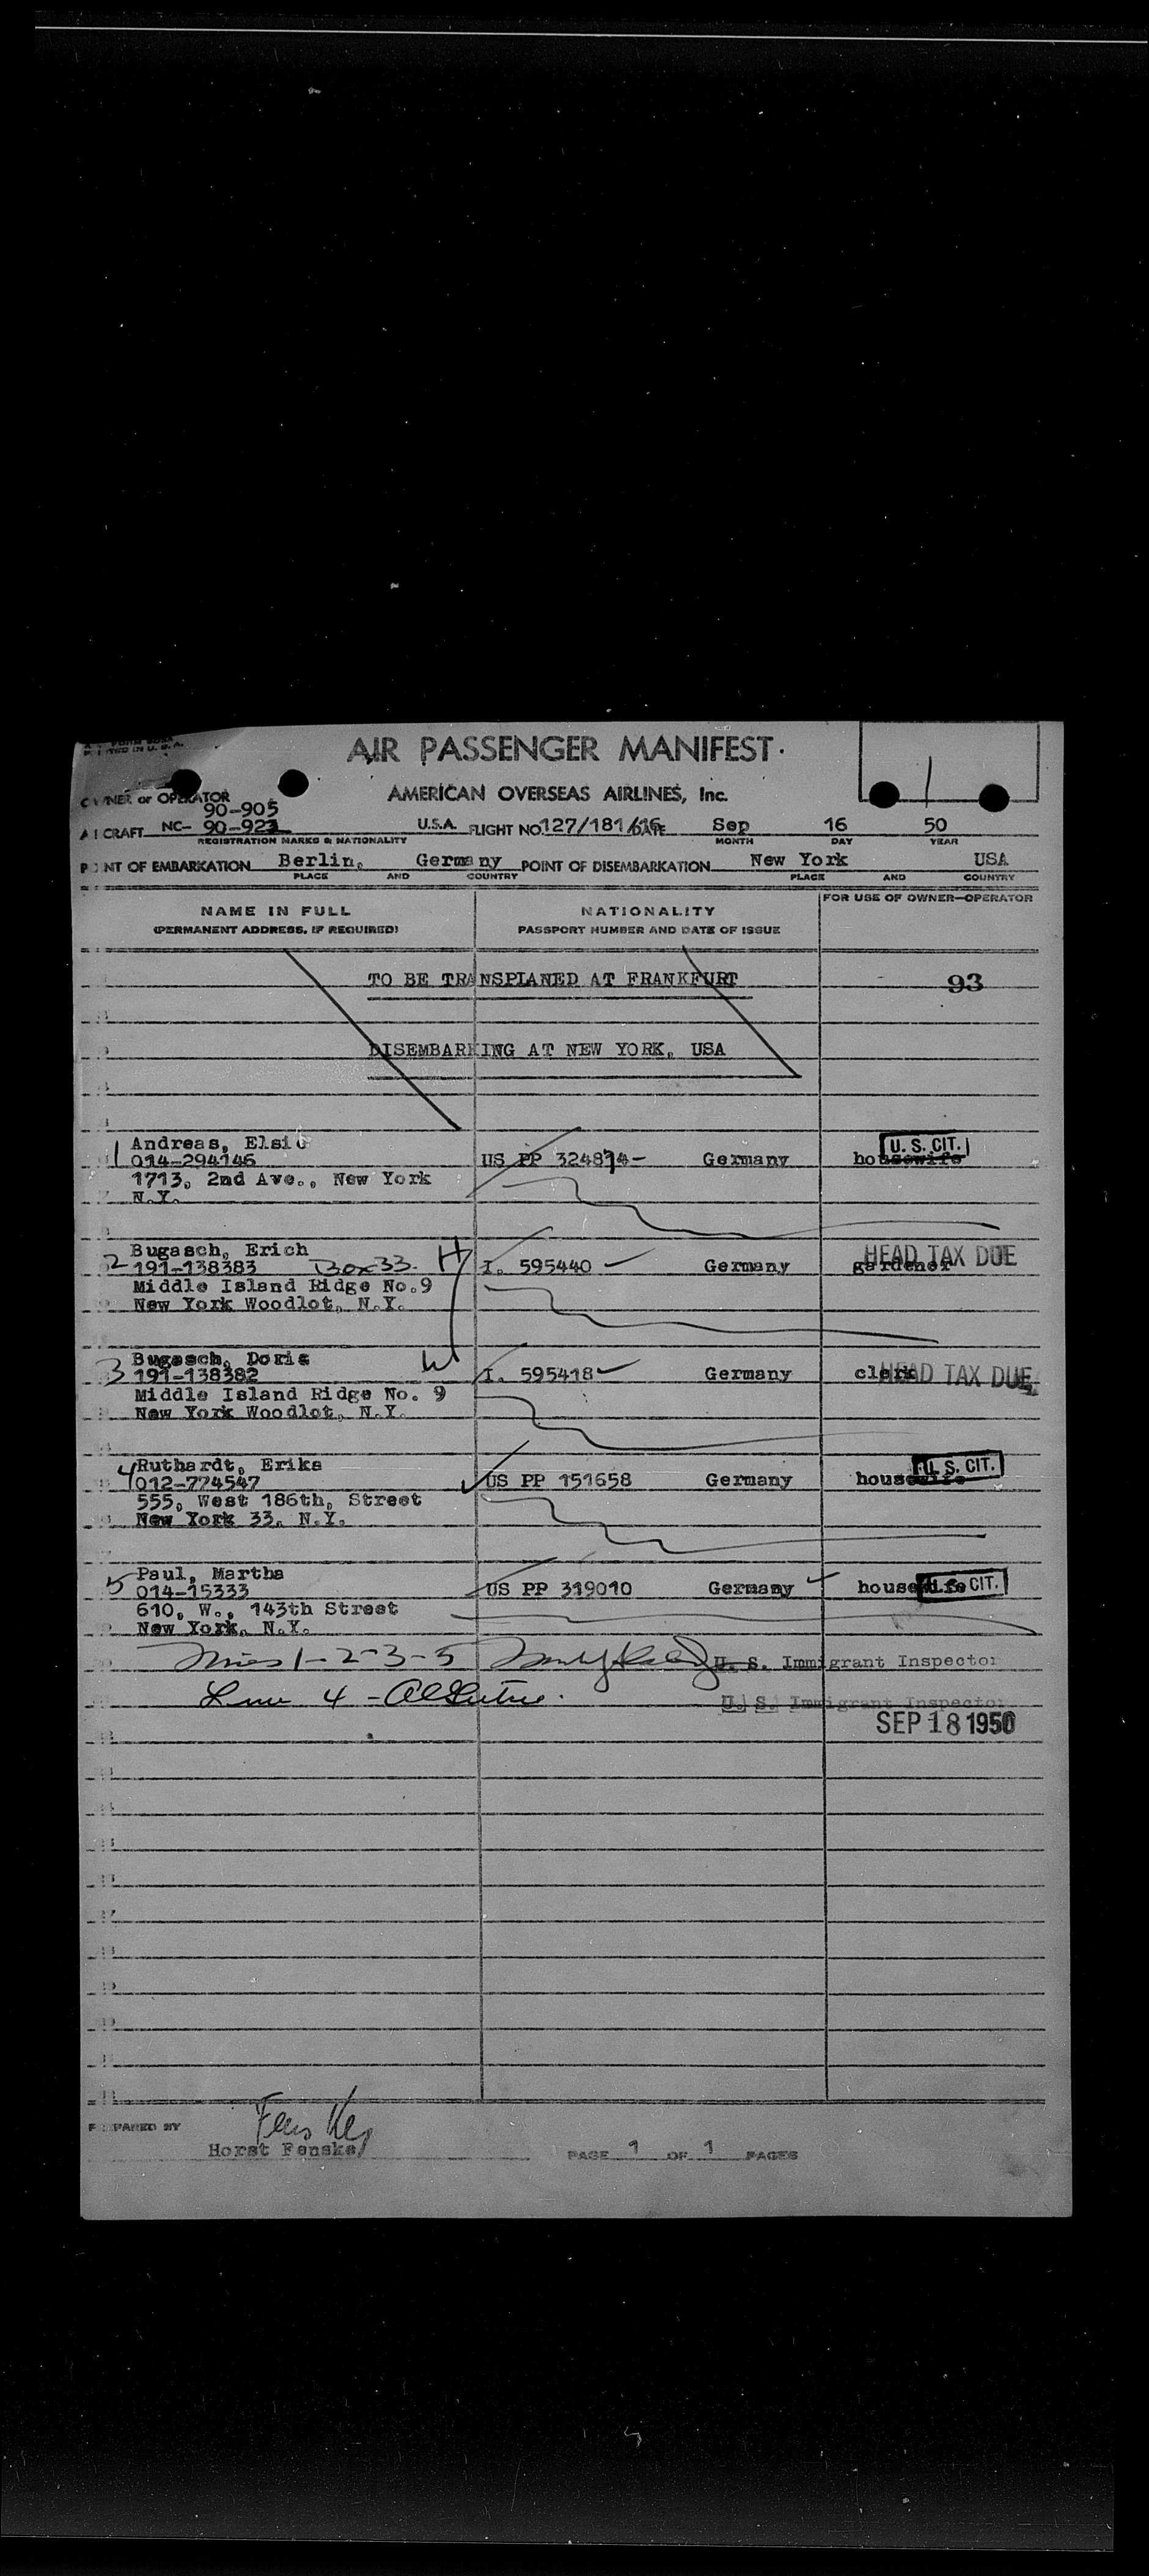 PRINTED IN U.S.A.
AIR PASSENGER MANIFEST
OWNER or OPERATOR
AMERICAN OVERSEAS AIRLINES, Inc.
90-905
AIRCRAFT NC- 90-923 U.S.A. FLIGHT NO. 127/181/16 DATE Sep 16 50
REGISTRATION MARKS & NATIONALITY MONTH DAY YEAR
POINT OF EMBARKATION Berlin, Germany POINT OF DISEMBARKATION New York USA
PLACE AND COUNTRY PLACE AND COUNTRY
NAME IN FULL NATIONALITY FOR USE OF OWNER—OPERATOR
(PERMANENT ADDRESS, IF REQUIRED) PASSPORT NUMBER AND DATE OF ISSUE
TO BE TRANSPLANED AT FRANKFURT 93
DISEMBARKING AT NEW YORK, USA
Andreas, Elsie U. S. CIT.
1 014-294146 US PP 324874- Germany housewife
1713, 2nd Ave., New York
N.Y.
Bugasch, Erich H HEAD TAX DUE
2 191-138383 Box 33. I. 595440 Germany gardener
Middle Island Ridge No.9
New York Woodlot, N.Y.
Bugasch, Doris W
3 191-138382 I. 595418 Germany clerk HEAD TAX DUE
Middle Island Ridge No. 9
New York Woodlot, N.Y.
Ruthardt, Erika U. S. CIT.
4 012-774547 US PP 151658 Germany housewife
555, West 186th, Street
New York 33, N.Y.
Paul, Martha
5 014-15333 US PP 319010 Germany housewife U. S. CIT.
610, W., 143th Street
New York, N.Y.
1-2-3-5 U. S. Immigrant Inspector
Line 4 - U. S. Immigrant Inspector
SEP 18 1950
PREPARED BY Fenske
Horst Fenske PAGE 1 OF 1 PAGES